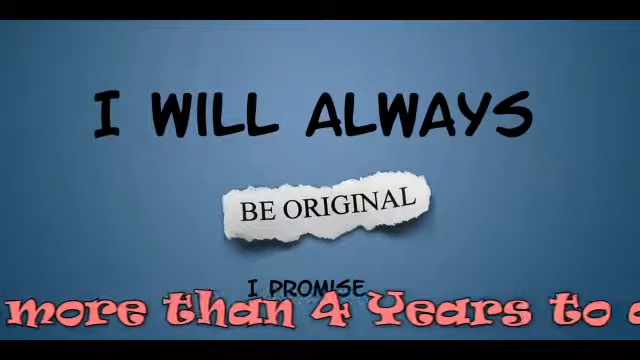 I WILL ALWAYS
BE ORIGINAL
I PROMISE
more than 4 Years to